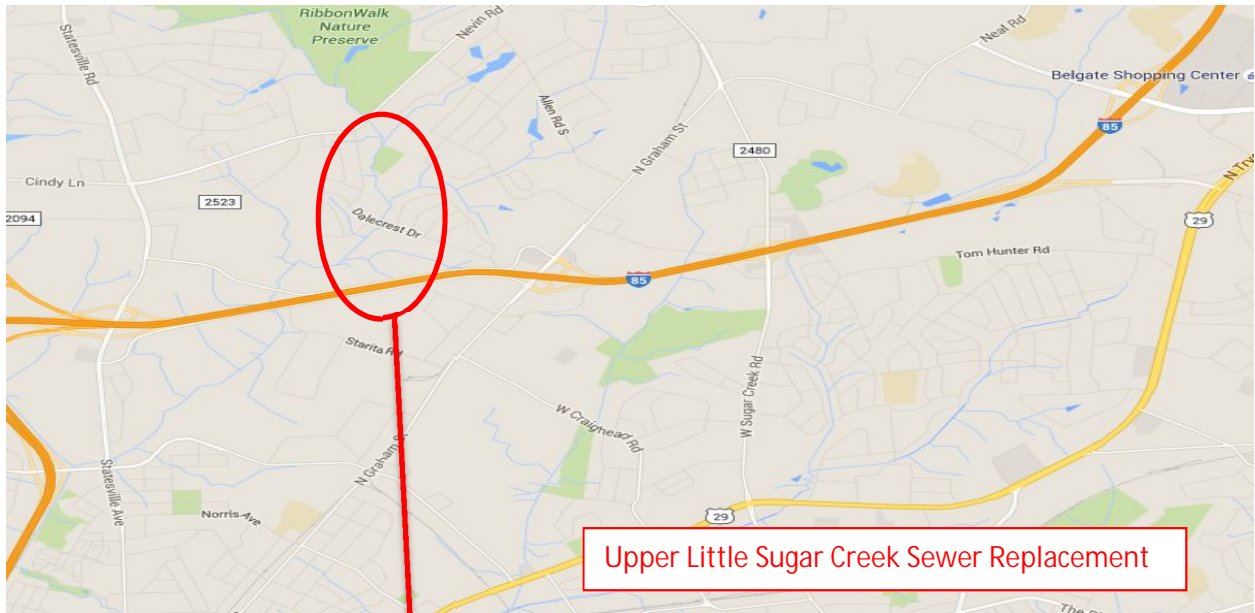 RibbonWalk
Nature
Preserve
Statesville Rd
Nevin Rd
Neal Rd
Belgate Shopping Center
Allen Rd S
N Graham St
85
2480
Cindy Ln
2523
2094
Dalecrest Dr
N Try
29
Tom Hunter Rd
85
Starita Rd
W Sugar Creek Rd
W Craighead Rd
N Graham St
Statesville Ave
Norris Ave
29
Upper Little Sugar Creek Sewer Replacement